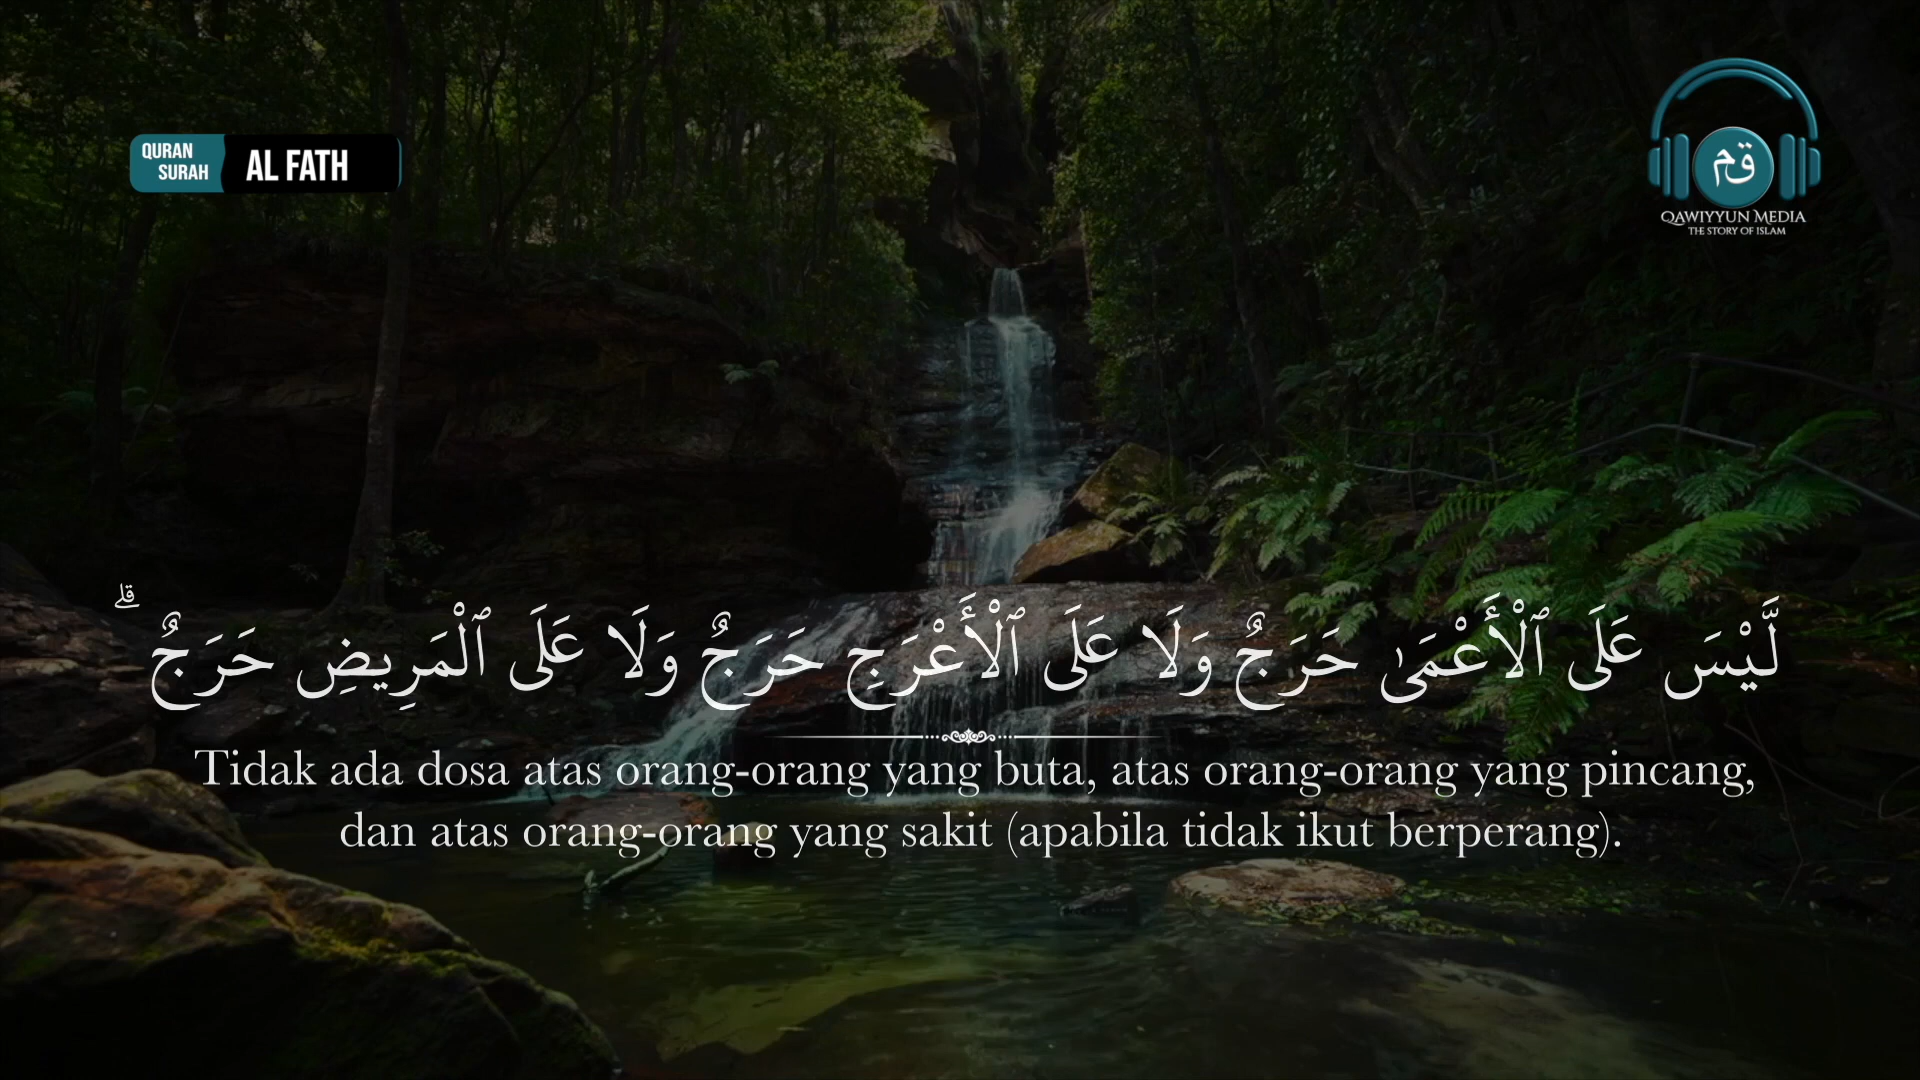 QURAN
SURAH
AL FATH
قم
QAWIYYUN MEDIA
THE STORY OF ISLAM
لَّيْسَ عَلَى ٱلْأَعْمَىٰ حَرَجٌ وَلَا عَلَى ٱلْأَعْرَجِ حَرَجٌ وَلَا عَلَى ٱلْمَرِيضِ حَرَجٌ ۗ
Tidak ada dosa atas orang-orang yang buta, atas orang-orang yang pincang,
dan atas orang-orang yang sakit (apabila tidak ikut berperang).